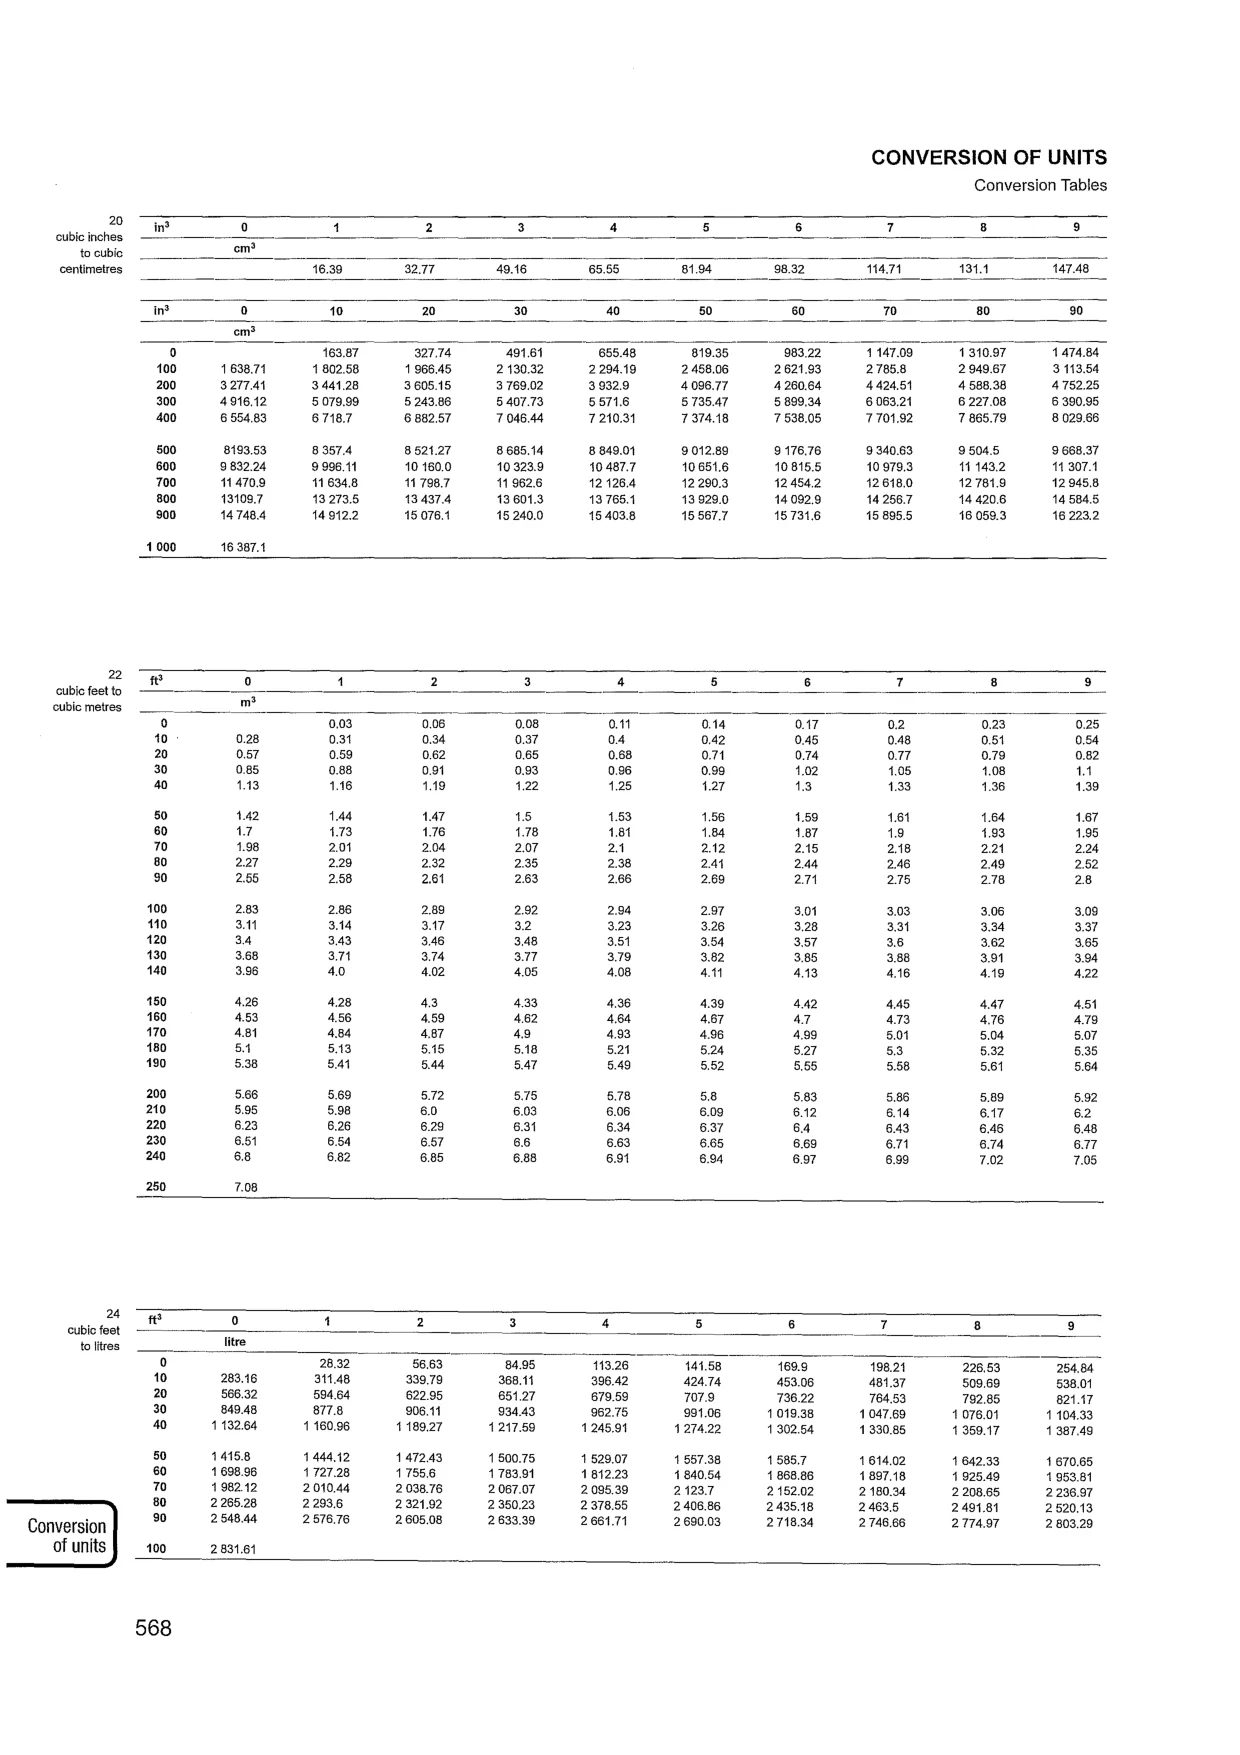 CONVERSION OF UNITS
Conversion Tables
20
cubic inches
to cubic
centimetres
in³ 0 1 2 3 4 5 6 7 8 9
cm³
16.39 32.77 49.16 65.55 81.94 98.32 114.71 131.1 147.48
in³ 0 10 20 30 40 50 60 70 80 90
cm³
0 163.87 327.74 491.61 655.48 819.35 983.22 1 147.09 1 310.97 1 474.84
100 1 638.71 1 802.58 1 966.45 2 130.32 2 294.19 2 458.06 2 621.93 2 785.8 2 949.67 3 113.54
200 3 277.41 3 441.28 3 605.15 3 769.02 3 932.9 4 096.77 4 260.64 4 424.51 4 588.38 4 752.25
300 4 916.12 5 079.99 5 243.86 5 407.73 5 571.6 5 735.47 5 899.34 6 063.21 6 227.08 6 390.95
400 6 554.83 6 718.7 6 882.57 7 046.44 7 210.31 7 374.18 7 538.05 7 701.92 7 865.79 8 029.66
500 8193.53 8 357.4 8 521.27 8 685.14 8 849.01 9 012.89 9 176.76 9 340.63 9 504.5 9 668.37
600 9 832.24 9 996.11 10 160.0 10 323.9 10 487.7 10 651.6 10 815.5 10 979.3 11 143.2 11 307.1
700 11 470.9 11 634.8 11 798.7 11 962.6 12 126.4 12 290.3 12 454.2 12 618.0 12 781.9 12 945.8
800 13109.7 13 273.5 13 437.4 13 601.3 13 765.1 13 929.0 14 092.9 14 256.7 14 420.6 14 584.5
900 14 748.4 14 912.2 15 076.1 15 240.0 15 403.8 15 567.7 15 731.6 15 895.5 16 059.3 16 223.2
1 000 16 387.1
22
cubic feet to
cubic metres
ft³ 0 1 2 3 4 5 6 7 8 9
m³
0 0.03 0.06 0.08 0.11 0.14 0.17 0.2 0.23 0.25
10 0.28 0.31 0.34 0.37 0.4 0.42 0.45 0.48 0.51 0.54
20 0.57 0.59 0.62 0.65 0.68 0.71 0.74 0.77 0.79 0.82
30 0.85 0.88 0.91 0.93 0.96 0.99 1.02 1.05 1.08 1.1
40 1.13 1.16 1.19 1.22 1.25 1.27 1.3 1.33 1.36 1.39
50 1.42 1.44 1.47 1.5 1.53 1.56 1.59 1.61 1.64 1.67
60 1.7 1.73 1.76 1.78 1.81 1.84 1.87 1.9 1.93 1.95
70 1.98 2.01 2.04 2.07 2.1 2.12 2.15 2.18 2.21 2.24
80 2.27 2.29 2.32 2.35 2.38 2.41 2.44 2.46 2.49 2.52
90 2.55 2.58 2.61 2.63 2.66 2.69 2.71 2.75 2.78 2.8
100 2.83 2.86 2.89 2.92 2.94 2.97 3.01 3.03 3.06 3.09
110 3.11 3.14 3.17 3.2 3.23 3.26 3.28 3.31 3.34 3.37
120 3.4 3.43 3.46 3.48 3.51 3.54 3.57 3.6 3.62 3.65
130 3.68 3.71 3.74 3.77 3.79 3.82 3.85 3.88 3.91 3.94
140 3.96 4.0 4.02 4.05 4.08 4.11 4.13 4.16 4.19 4.22
150 4.26 4.28 4.3 4.33 4.36 4.39 4.42 4.45 4.47 4.51
160 4.53 4.56 4.59 4.62 4.64 4.67 4.7 4.73 4.76 4.79
170 4.81 4.84 4.87 4.9 4.93 4.96 4.99 5.01 5.04 5.07
180 5.1 5.13 5.15 5.18 5.21 5.24 5.27 5.3 5.32 5.35
190 5.38 5.41 5.44 5.47 5.49 5.52 5.55 5.58 5.61 5.64
200 5.66 5.69 5.72 5.75 5.78 5.8 5.83 5.86 5.89 5.92
210 5.95 5.98 6.0 6.03 6.06 6.09 6.12 6.14 6.17 6.2
220 6.23 6.26 6.29 6.31 6.34 6.37 6.4 6.43 6.46 6.48
230 6.51 6.54 6.57 6.6 6.63 6.65 6.69 6.71 6.74 6.77
240 6.8 6.82 6.85 6.88 6.91 6.94 6.97 6.99 7.02 7.05
250 7.08
24
cubic feet
to litres
ft³ 0 1 2 3 4 5 6 7 8 9
litre
0 28.32 56.63 84.95 113.26 141.58 169.9 198.21 226.53 254.84
10 283.16 311.48 339.79 368.11 396.42 424.74 453.06 481.37 509.69 538.01
20 566.32 594.64 622.95 651.27 679.59 707.9 736.22 764.53 792.85 821.17
30 849.48 877.8 906.11 934.43 962.75 991.06 1 019.38 1 047.69 1 076.01 1 104.33
40 1 132.64 1 160.96 1 189.27 1 217.59 1 245.91 1 274.22 1 302.54 1 330.85 1 359.17 1 387.49
50 1 415.8 1 444.12 1 472.43 1 500.75 1 529.07 1 557.38 1 585.7 1 614.02 1 642.33 1 670.65
60 1 698.96 1 727.28 1 755.6 1 783.91 1 812.23 1 840.54 1 868.86 1 897.18 1 925.49 1 953.81
70 1 982.12 2 010.44 2 038.76 2 067.07 2 095.39 2 123.7 2 152.02 2 180.34 2 208.65 2 236.97
80 2 265.28 2 293.6 2 321.92 2 350.23 2 378.55 2 406.86 2 435.18 2 463.5 2 491.81 2 520.13
90 2 548.44 2 576.76 2 605.08 2 633.39 2 661.71 2 690.03 2 718.34 2 746.66 2 774.97 2 803.29
100 2 831.61
Conversion
of units
568